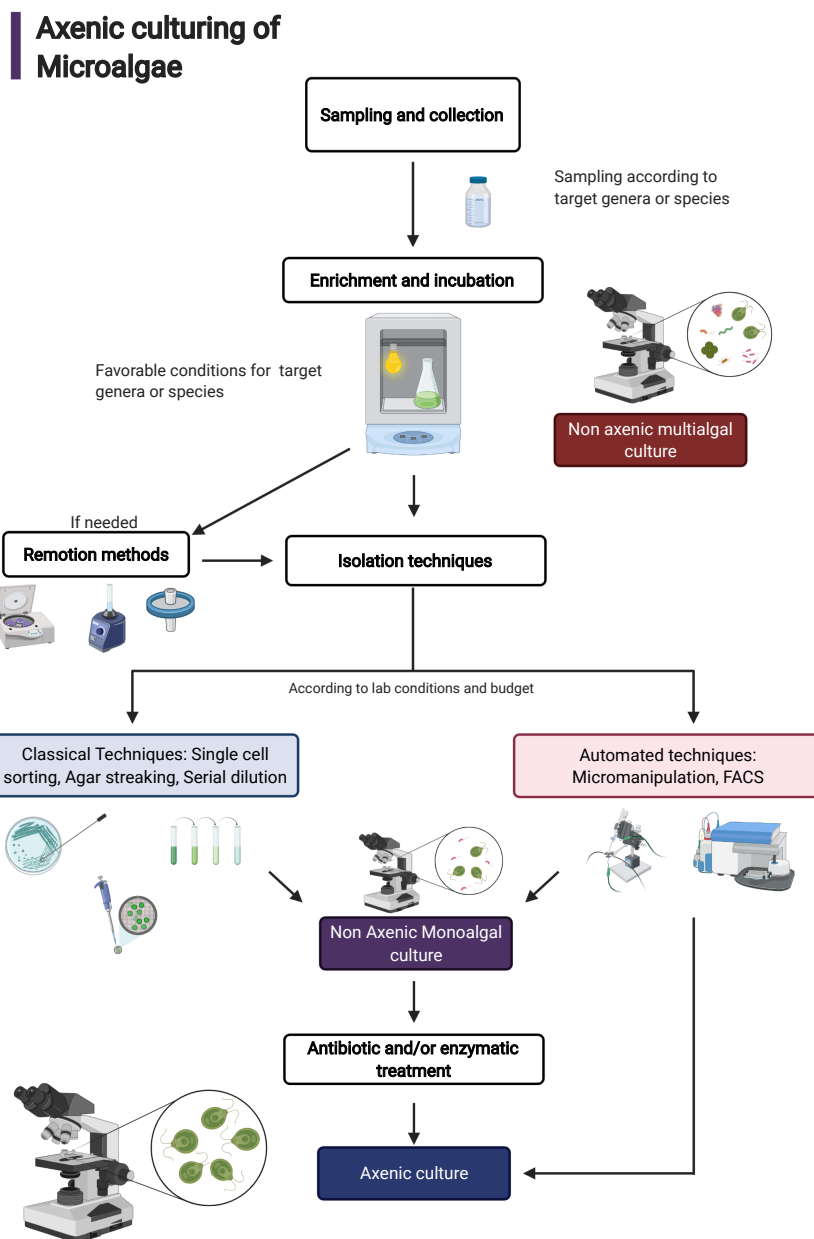 Axenic culturing of
Microalgae
Sampling and collection
Sampling according to
target genera or species
Enrichment and incubation
Favorable conditions for target
genera or species
Non axenic multialgal
culture
If needed
Remotion methods
Isolation techniques
According to lab conditions and budget
Classical Techniques: Single cell
sorting, Agar streaking, Serial dilution
Automated techniques:
Micromanipulation, FACS
Non Axenic Monoalgal
culture
Antibiotic and/or enzymatic
treatment
Axenic culture